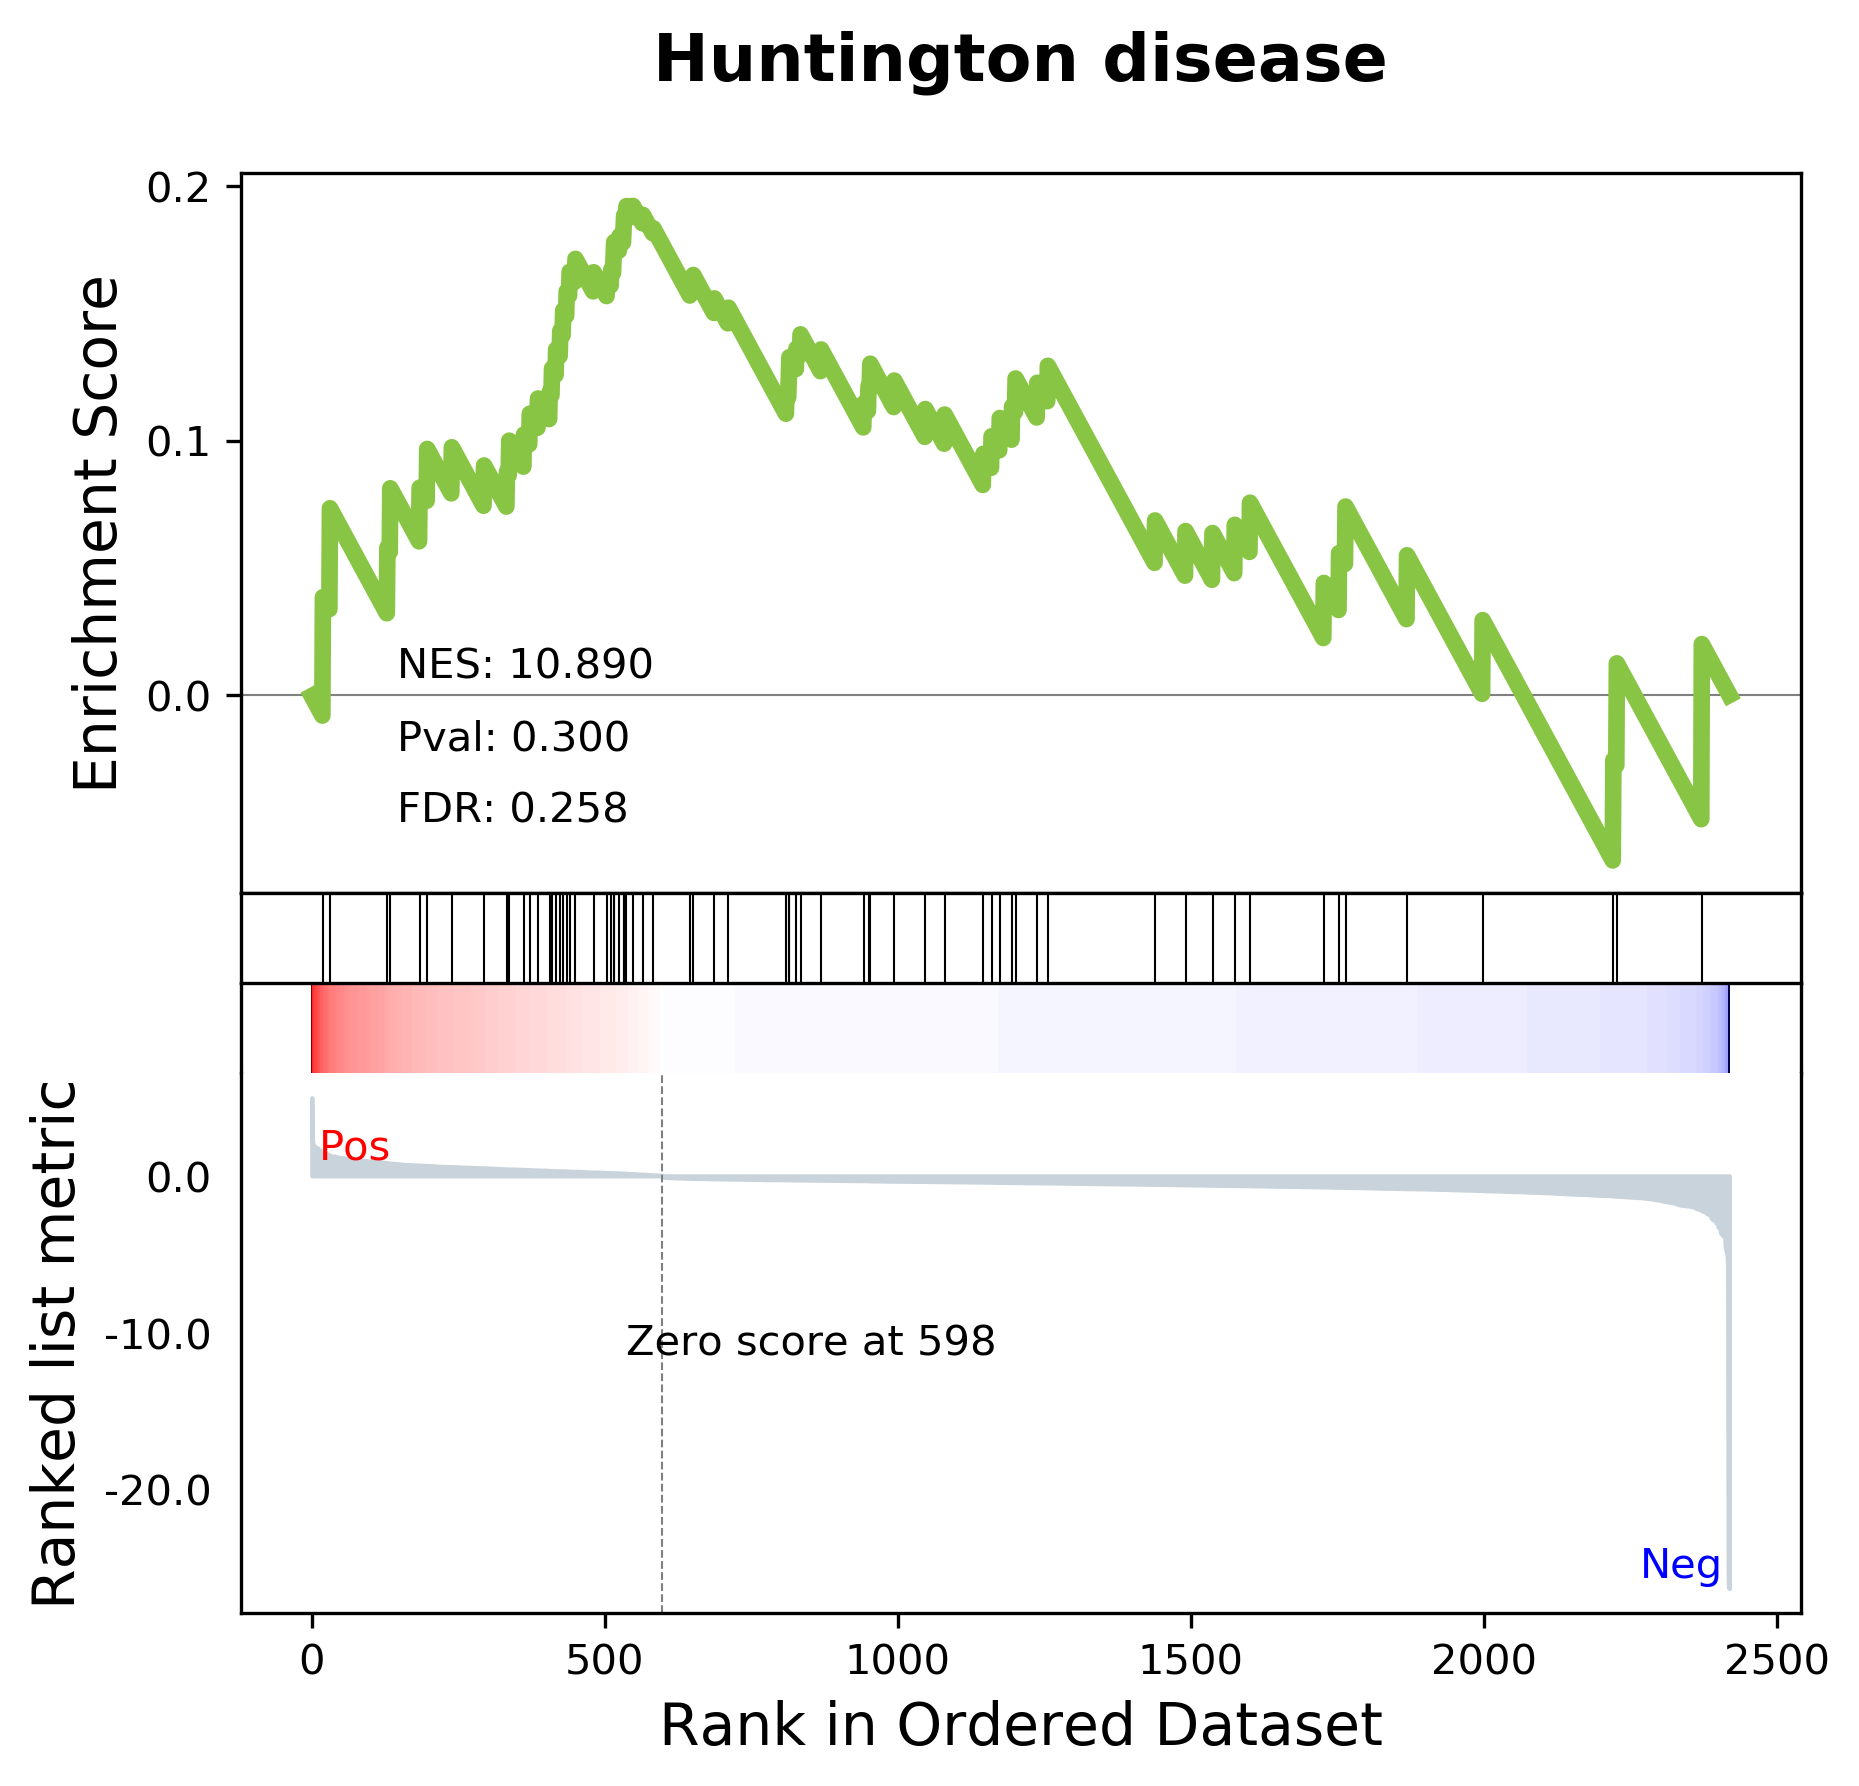 Huntington disease
Enrichment Score
0.2
0.1
0.0
NES: 10.890
Pval: 0.300
FDR: 0.258
Ranked list metric
0.0
-10.0
-20.0
Pos
Zero score at 598
Neg
0 500 1000 1500 2000 2500
Rank in Ordered Dataset